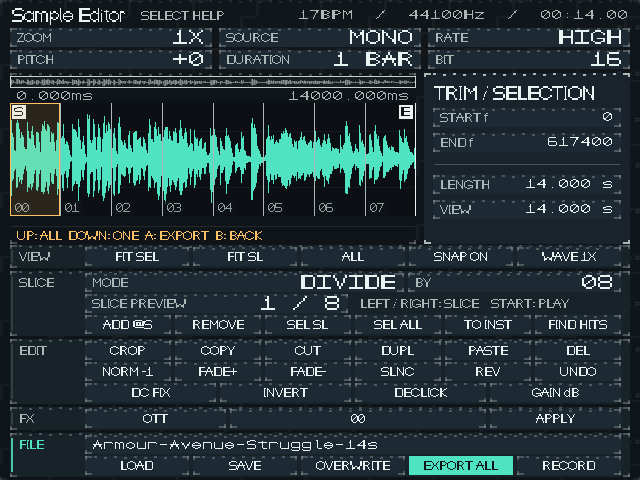 Sample Editor SELECT HELP 17BPM / 44100Hz / 00:14.00
ZOOM 1X SOURCE MONO RATE HIGH
PITCH +0 DURATION 1 BAR BIT 16
0.000ms 14000.000ms
S E
00 01 02 03 04 05 06 07
TRIM / SELECTION
START f 0
END f 617400
LENGTH 14.000 s
VIEW 14.000 s
UP:ALL DOWN:ONE A:EXPORT B:BACK
VIEW FIT SEL FIT SL ALL SNAP ON WAVE 1X
SLICE MODE DIVIDE BY 08
SLICE PREVIEW 1 / 8 LEFT/RIGHT:SLICE START:PLAY
ADD @S REMOVE SEL SL SEL ALL TO INST FIND HITS
EDIT CROP COPY CUT DUPL PASTE DEL
NORM -1 FADE+ FADE- SLNC REV UNDO
DC FIX INVERT DECLICK GAIN dB
FX OTT 00 APPLY
FILE Armour-Avenue-Struggle-14s
LOAD SAVE OVERWRITE EXPORT ALL RECORD